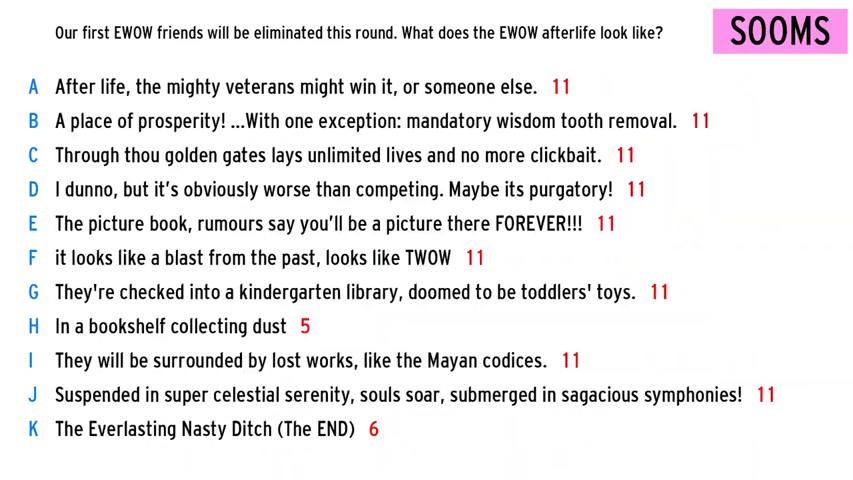 Our first EWOW friends will be eliminated this round. What does the EWOW afterlife look like?
SOOMS
A After life, the mighty veterans might win it, or someone else. 11
B A place of prosperity! ...With one exception: mandatory wisdom tooth removal. 11
C Through thou golden gates lays unlimited lives and no more clickbait. 11
D I dunno, but it's obviously worse than competing. Maybe its purgatory! 11
E The picture book, rumours say you'll be a picture there FOREVER!!! 11
F it looks like a blast from the past, looks like TWOW 11
G They're checked into a kindergarten library, doomed to be toddlers' toys. 11
H In a bookshelf collecting dust 5
I They will be surrounded by lost works, like the Mayan codices. 11
J Suspended in super celestial serenity, souls soar, submerged in sagacious symphonies! 11
K The Everlasting Nasty Ditch (The END) 6